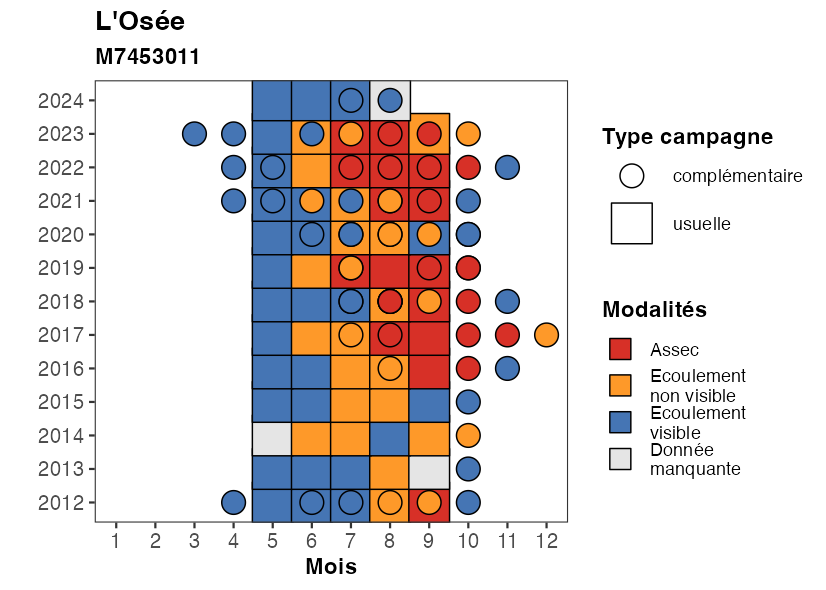 L'Osée
M7453011
2024
2023
2022
2021
2020
2019
2018
2017
2016
2015
2014
2013
2012
1 2 3 4 5 6 7 8 9 10 11 12
Mois
Type campagne
complémentaire
usuelle
Modalités
Assec
Ecoulement
non visible
Ecoulement
visible
Donnée
manquante